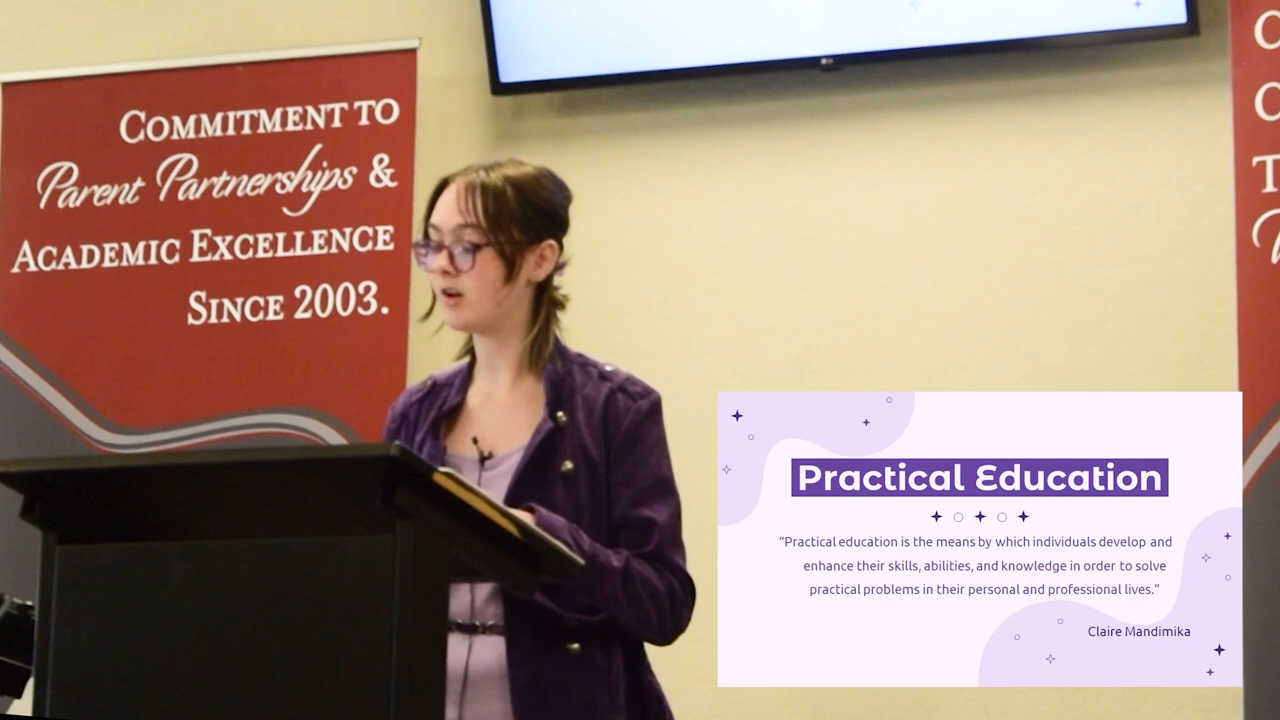 Commitment to
Parent Partnerships &
Academic Excellence
Since 2003.
LG
Practical Education
“Practical education is the means by which individuals develop and
enhance their skills, abilities, and knowledge in order to solve
practical problems in their personal and professional lives.”
Claire Mandimika